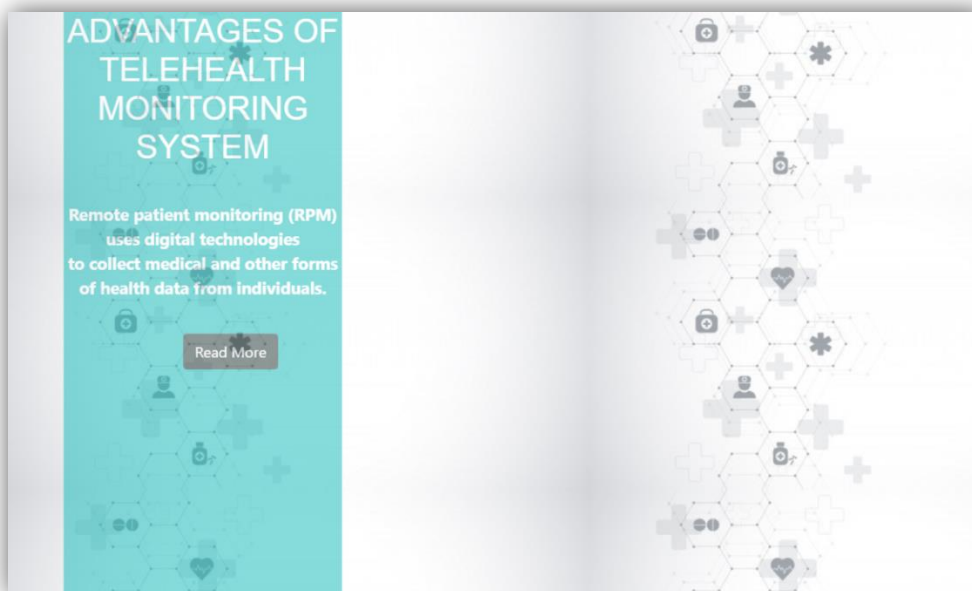 ADVANTAGES OF
TELEHEALTH
MONITORING
SYSTEM
Remote patient monitoring (RPM)
uses digital technologies
to collect medical and other forms
of health data from individuals.
Read More